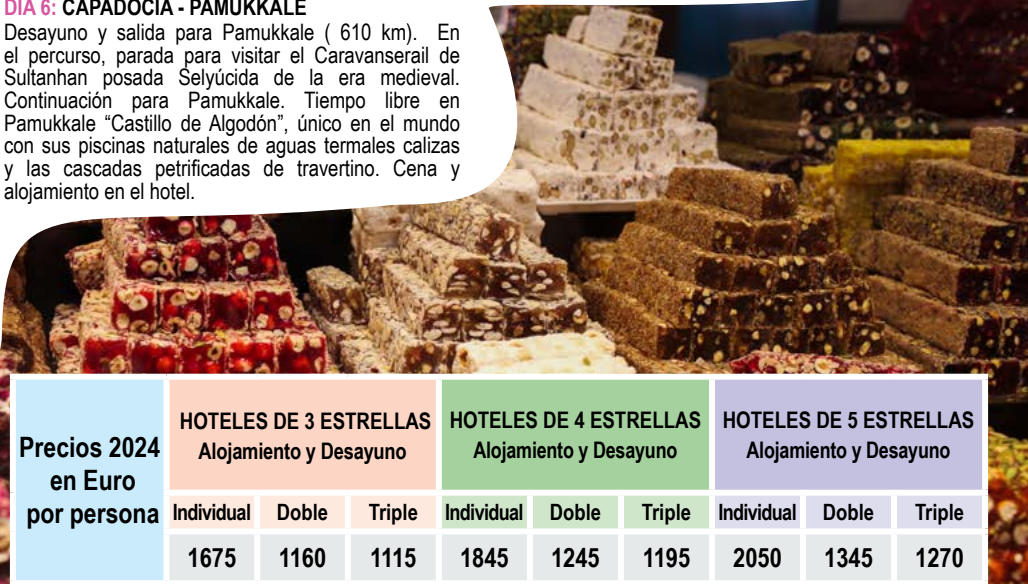 DÍA 6: CAPADOCIA - PAMUKKALE
Desayuno y salida para Pamukkale ( 610 km). En
el percurso, parada para visitar el Caravanserail de
Sultanhan posada Selyúcida de la era medieval.
Continuación para Pamukkale. Tiempo libre en
Pamukkale “Castillo de Algodón”, único en el mundo
con sus piscinas naturales de aguas termales calizas
y las cascadas petrificadas de travertino. Cena y
alojamiento en el hotel.
Precios 2024
en Euro
por persona
HOTELES DE 3 ESTRELLAS
Alojamiento y Desayuno
HOTELES DE 4 ESTRELLAS
Alojamiento y Desayuno
HOTELES DE 5 ESTRELLAS
Alojamiento y Desayuno
Individual Doble Triple Individual Doble Triple Individual Doble Triple
1675 1160 1115 1845 1245 1195 2050 1345 1270